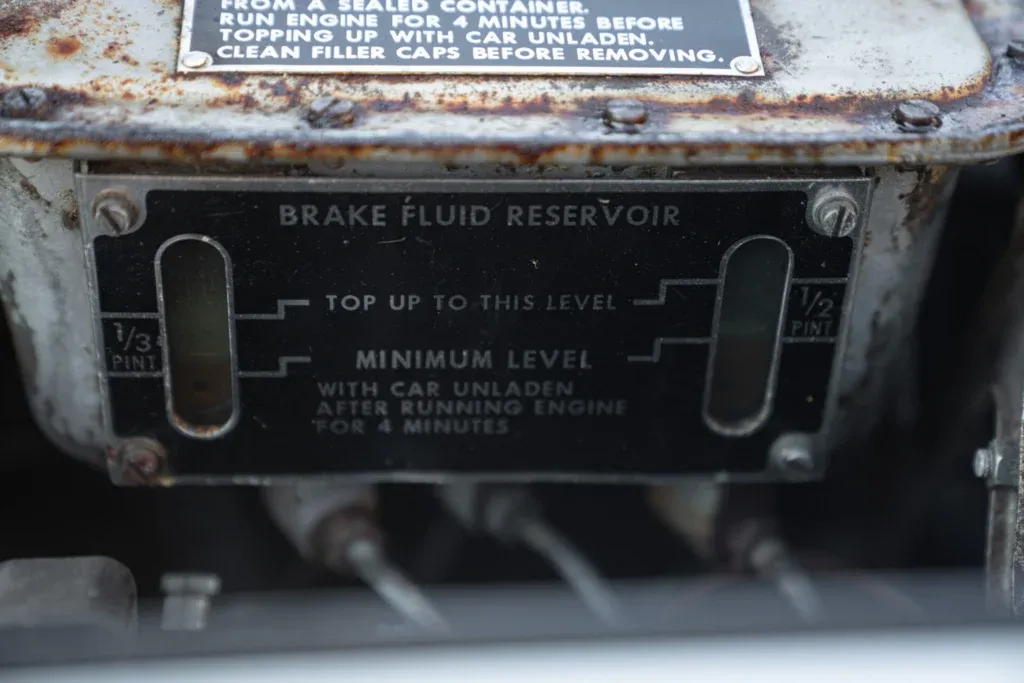 FROM A SEALED CONTAINER.
RUN ENGINE FOR 4 MINUTES BEFORE
TOPPING UP WITH CAR UNLADEN.
CLEAN FILLER CAPS BEFORE REMOVING.
BRAKE FLUID RESERVOIR
TOP UP TO THIS LEVEL
1/3
PINT
1/2
PINT
MINIMUM LEVEL
WITH CAR UNLADEN
AFTER RUNNING ENGINE
FOR 4 MINUTES